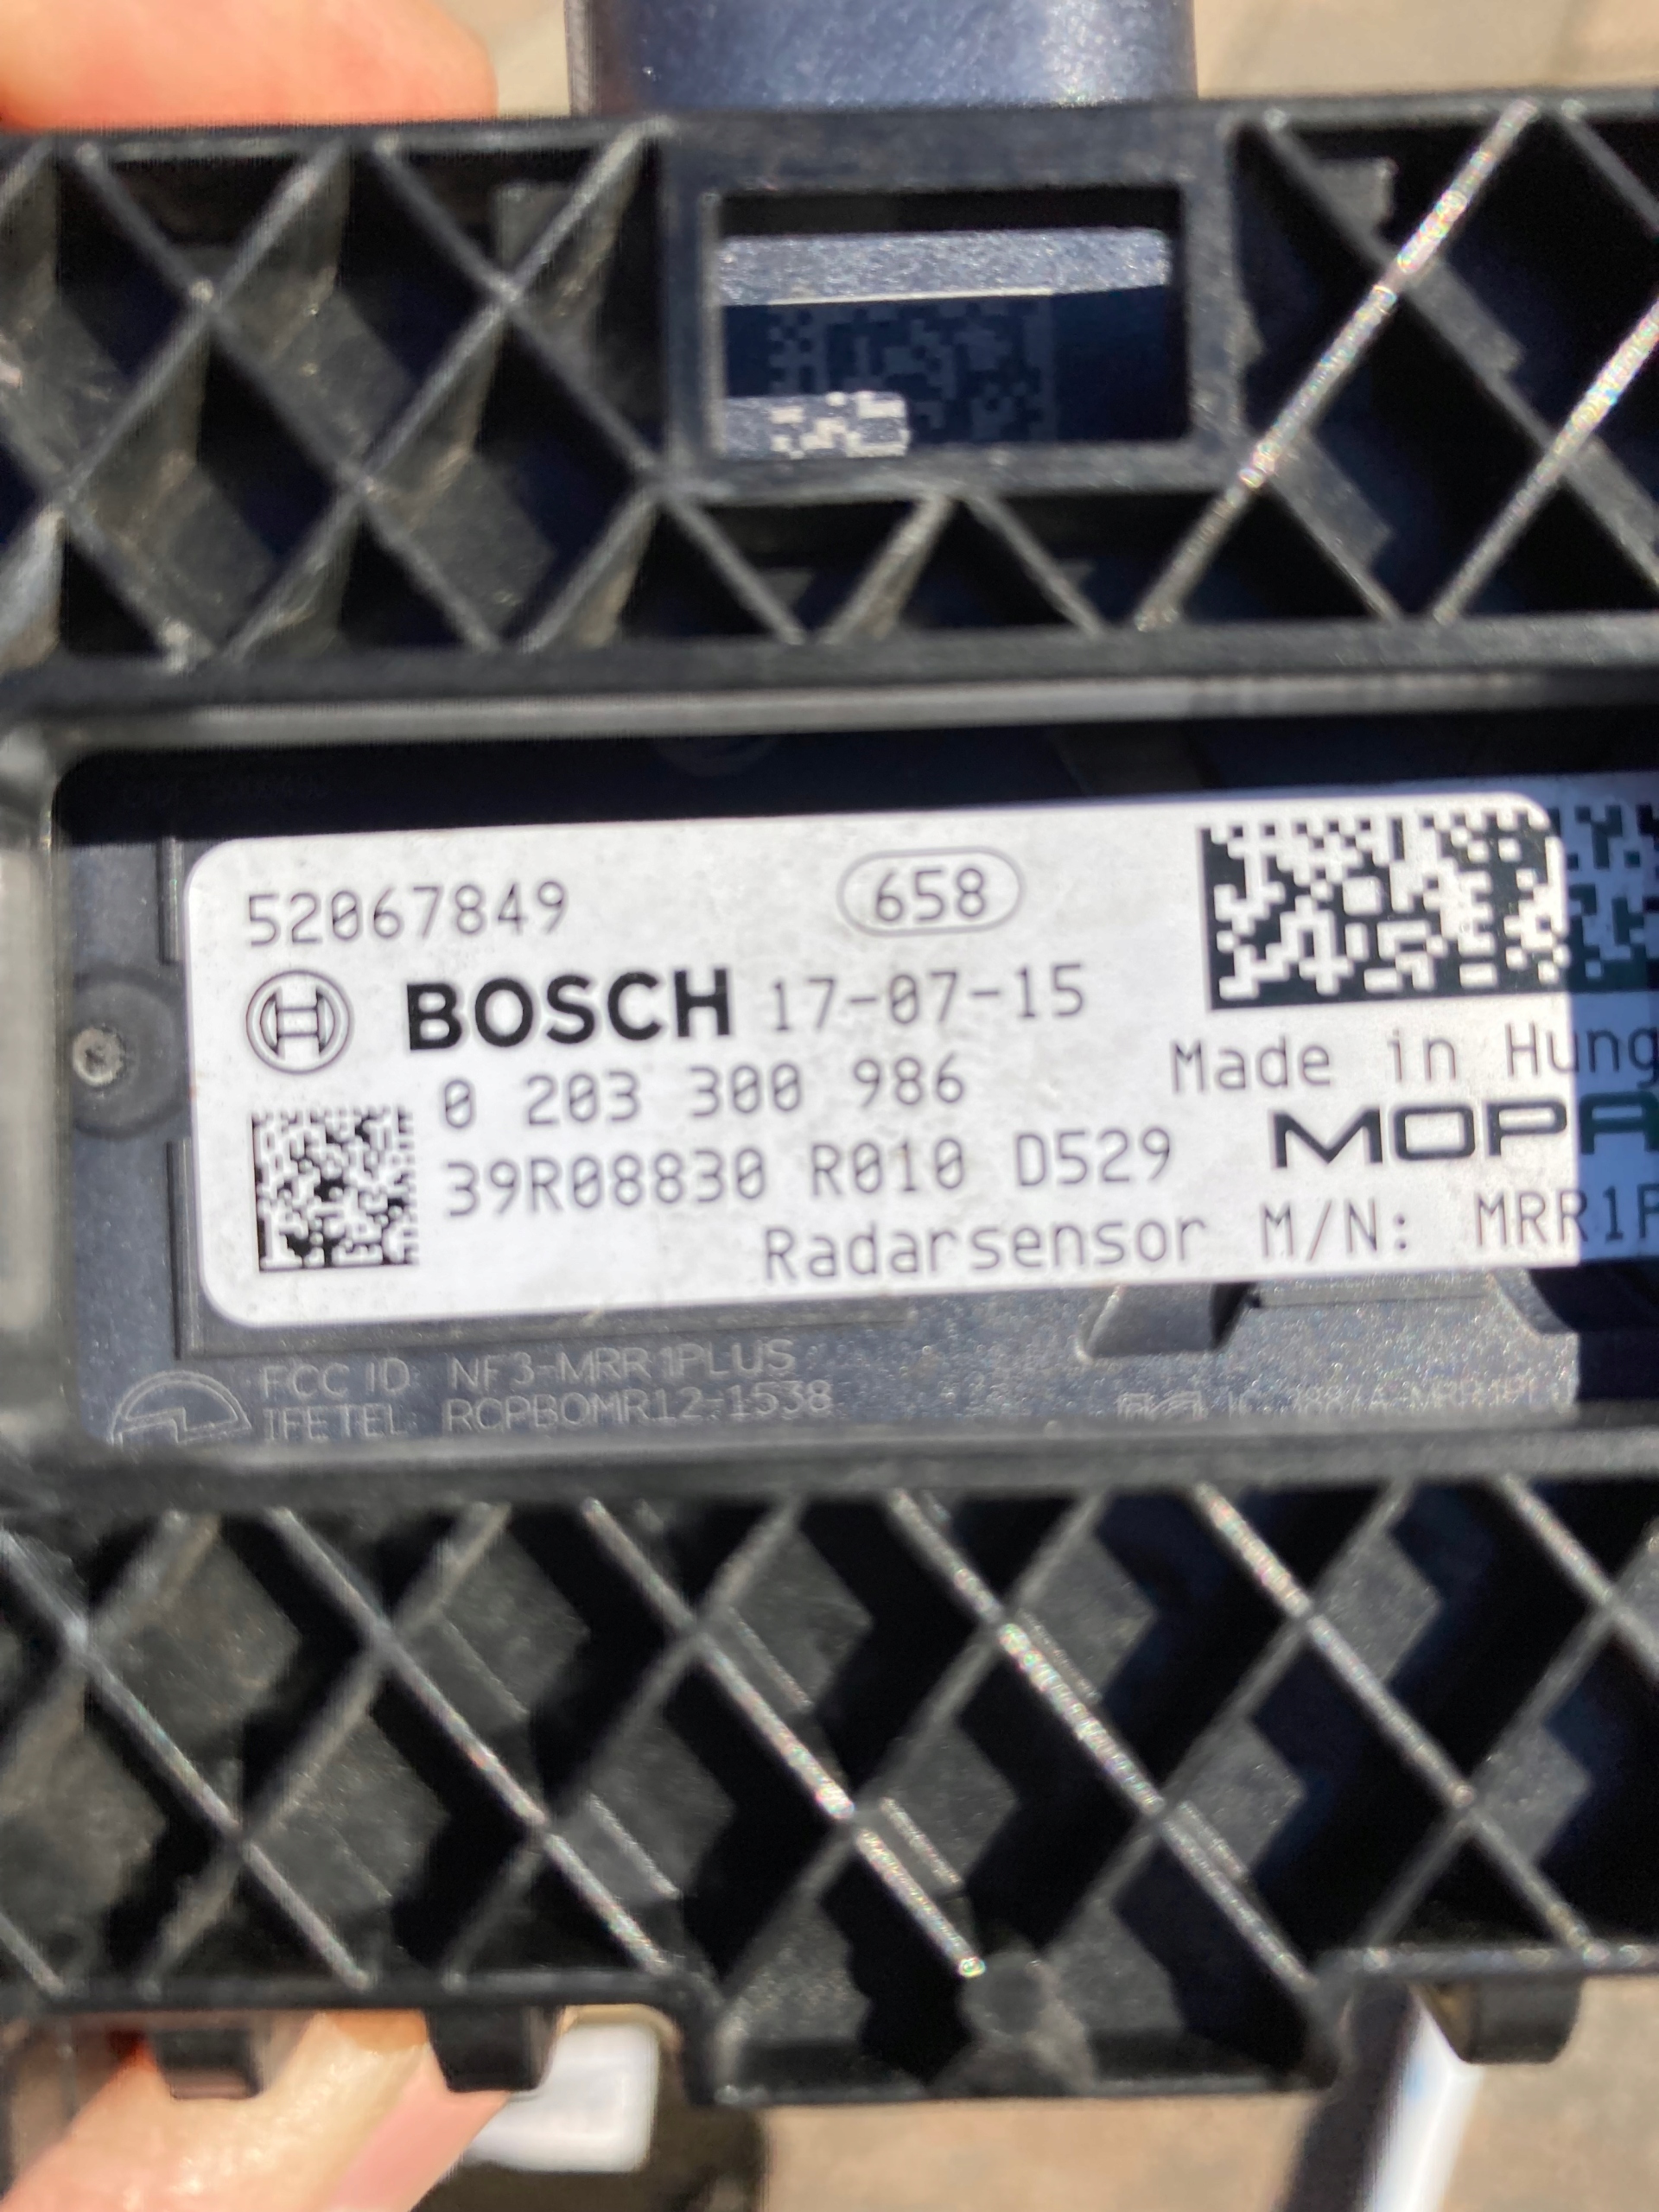 52067849 658
BOSCH 17-07-15
Made in Hung
0 203 300 986
MOPA
39R08830 R010 D529
Radarsensor M/N: MRR1P
FCC ID NF3-MRR1PLUS
IFETEL RCPBOMR12-1538